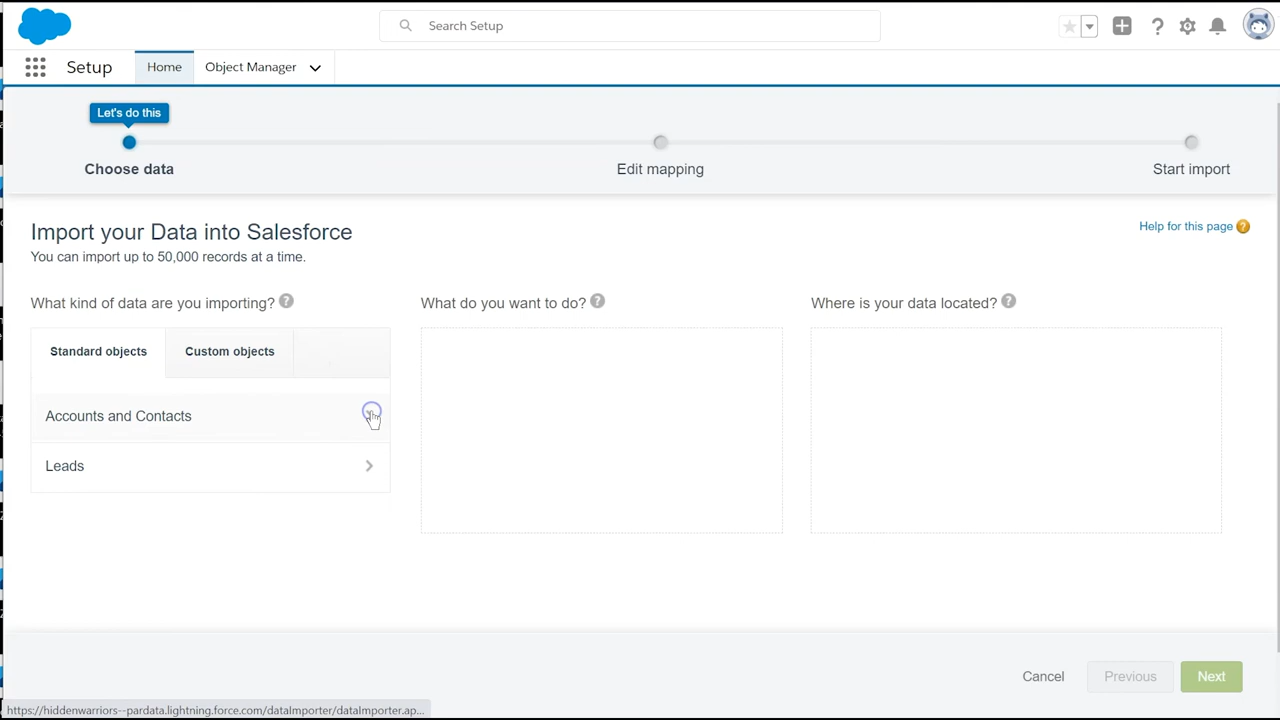 Search Setup
Setup
Home
Object Manager
Let's do this
Choose data
Edit mapping
Start import
Import your Data into Salesforce
Help for this page
You can import up to 50,000 records at a time.
What kind of data are you importing?
What do you want to do?
Where is your data located?
Standard objects
Custom objects
Accounts and Contacts
Leads
Cancel
Previous
Next
https://hiddenwarriors--pardata.lightning.force.com/dataImporter/dataImporter.ap...